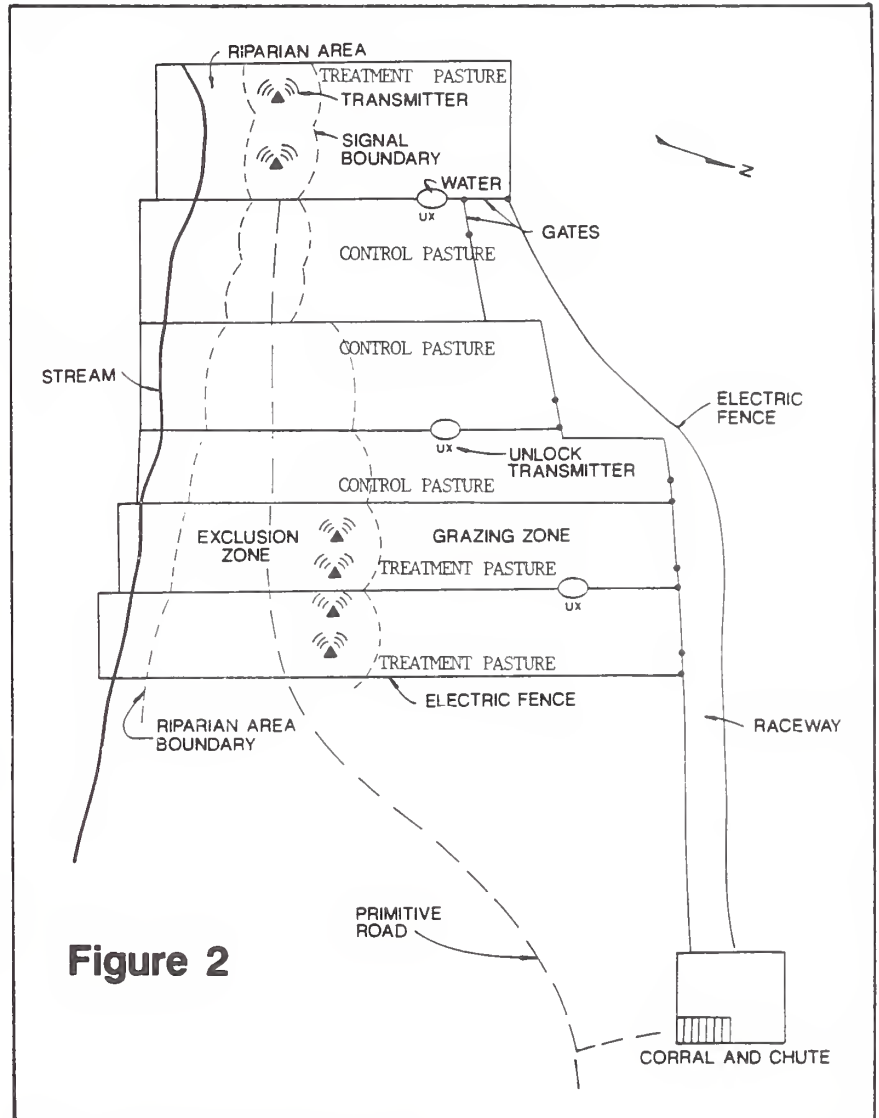 RIPARIAN AREA
TREATMENT PASTURE
TRANSMITTER
SIGNAL
BOUNDARY
N
WATER
UX
GATES
CONTROL PASTURE
CONTROL PASTURE
STREAM
ELECTRIC
FENCE
UX
UNLOCK
TRANSMITTER
CONTROL PASTURE
EXCLUSION
ZONE
GRAZING ZONE
TREATMENT PASTURE
UX
TREATMENT PASTURE
ELECTRIC FENCE
RIPARIAN AREA
BOUNDARY
RACEWAY
PRIMITIVE
ROAD
Figure 2
CORRAL AND CHUTE